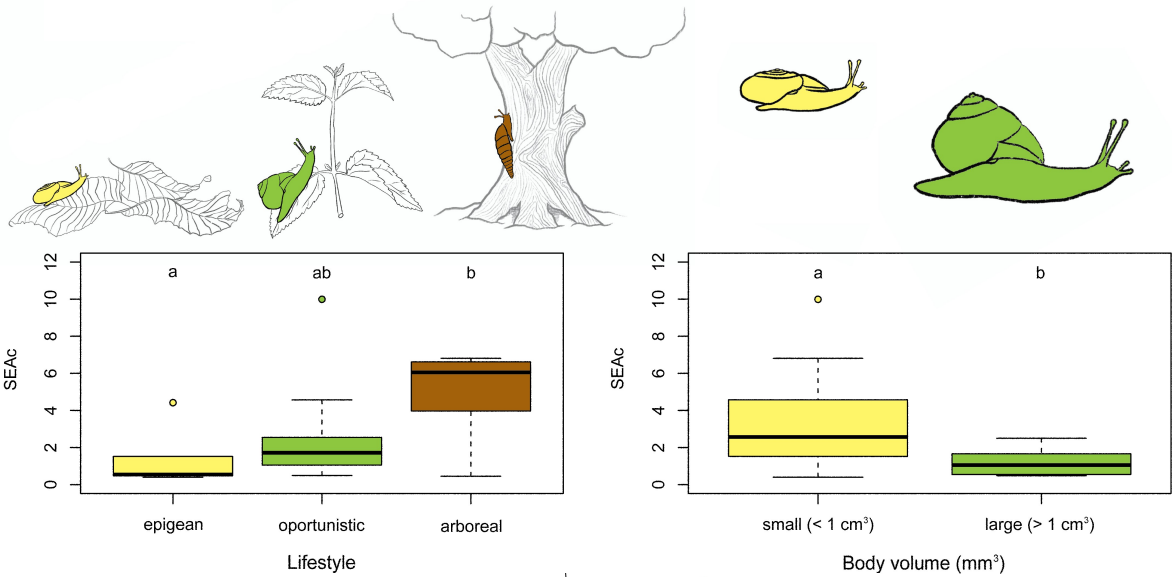 a ab b
12
10
8
6
4
2
0
SEAc
epigean oportunistic arboreal
Lifestyle
a b
12
10
8
6
4
2
0
SEAc
small (< 1 cm³) large (> 1 cm³)
Body volume (mm³)